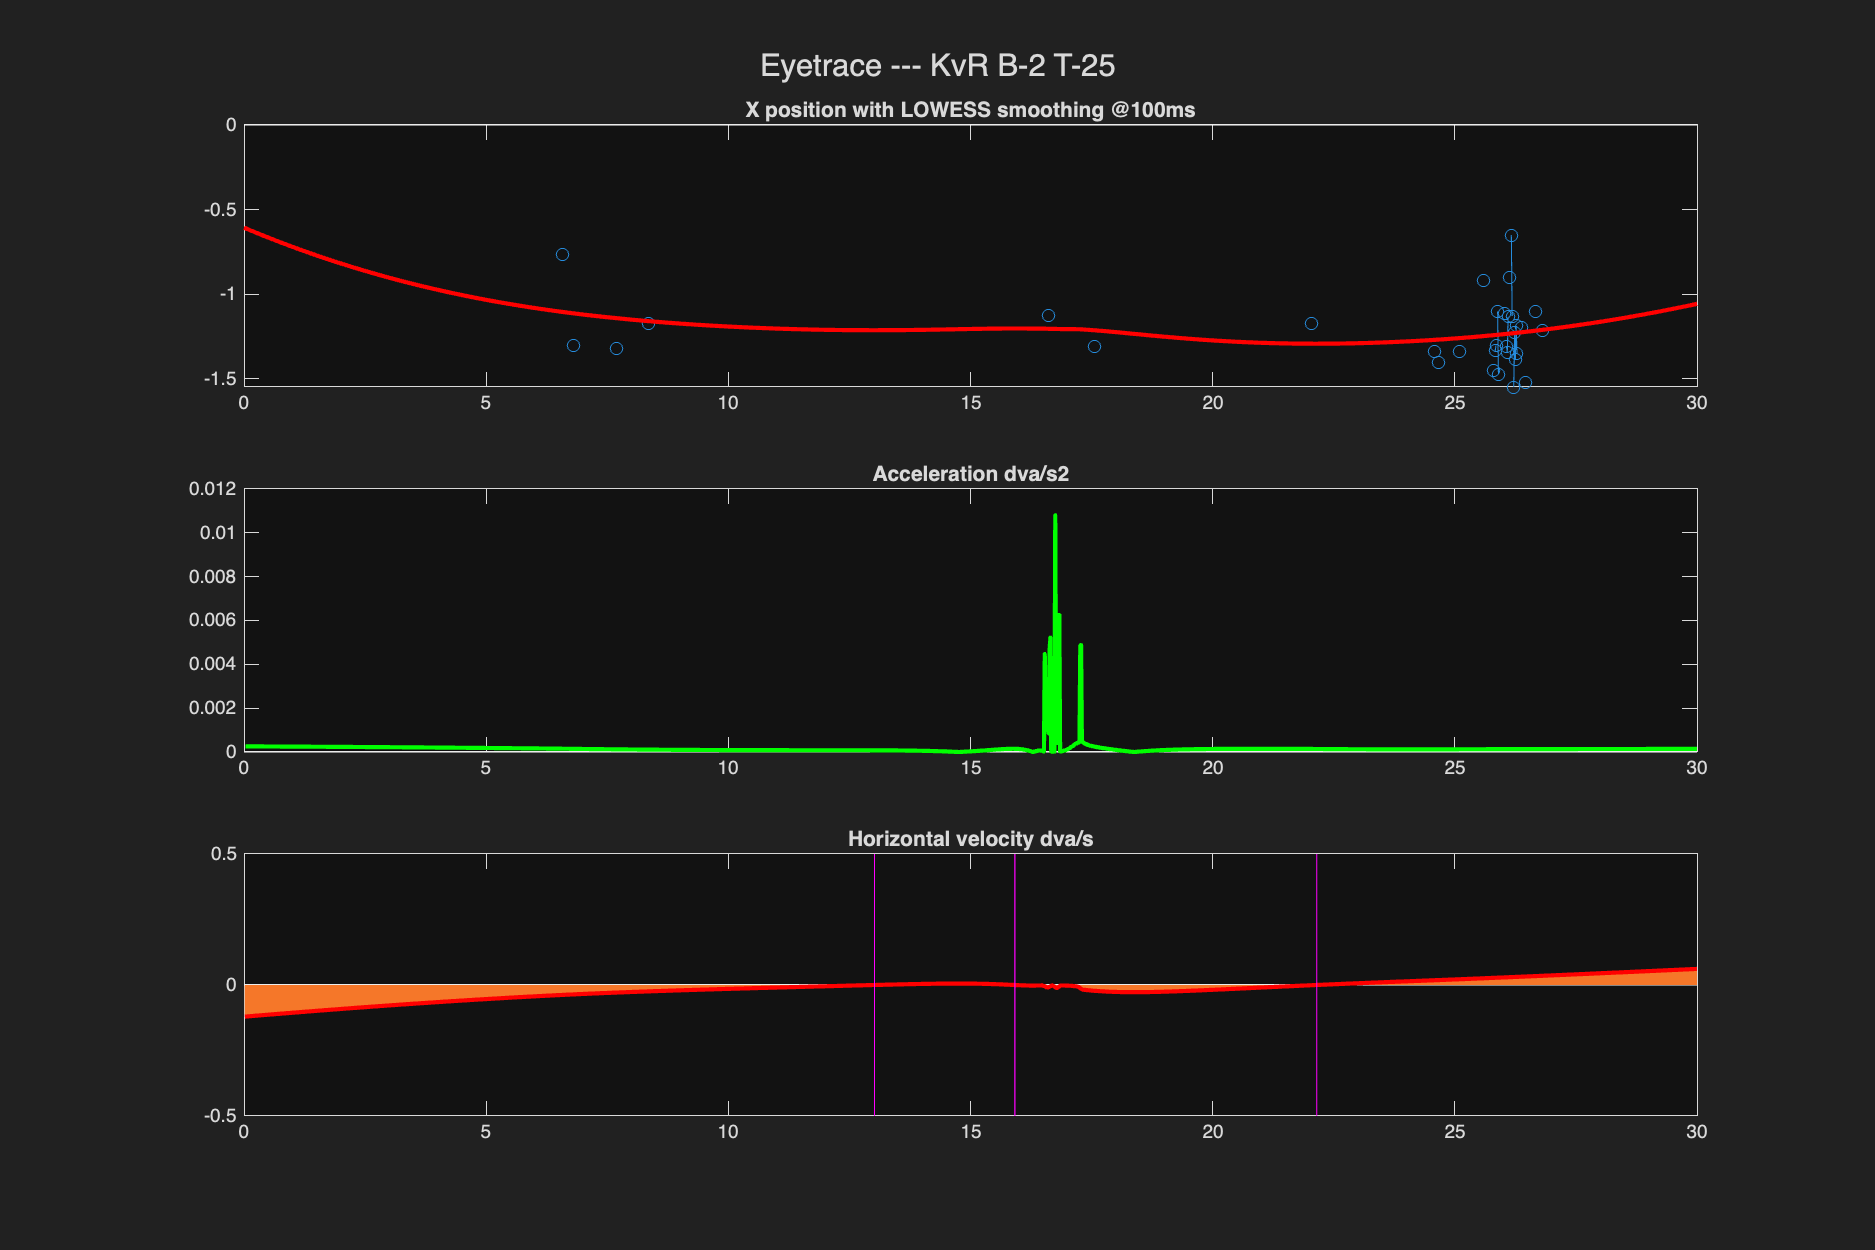 Eyetrace --- KvR B-2 T-25
X position with LOWESS smoothing @100ms
0
-0.5
-1
-1.5
0 5 10 15 20 25 30
Acceleration dva/s2
0.012
0.01
0.008
0.006
0.004
0.002
0
0 5 10 15 20 25 30
Horizontal velocity dva/s
0.5
0
-0.5
0 5 10 15 20 25 30